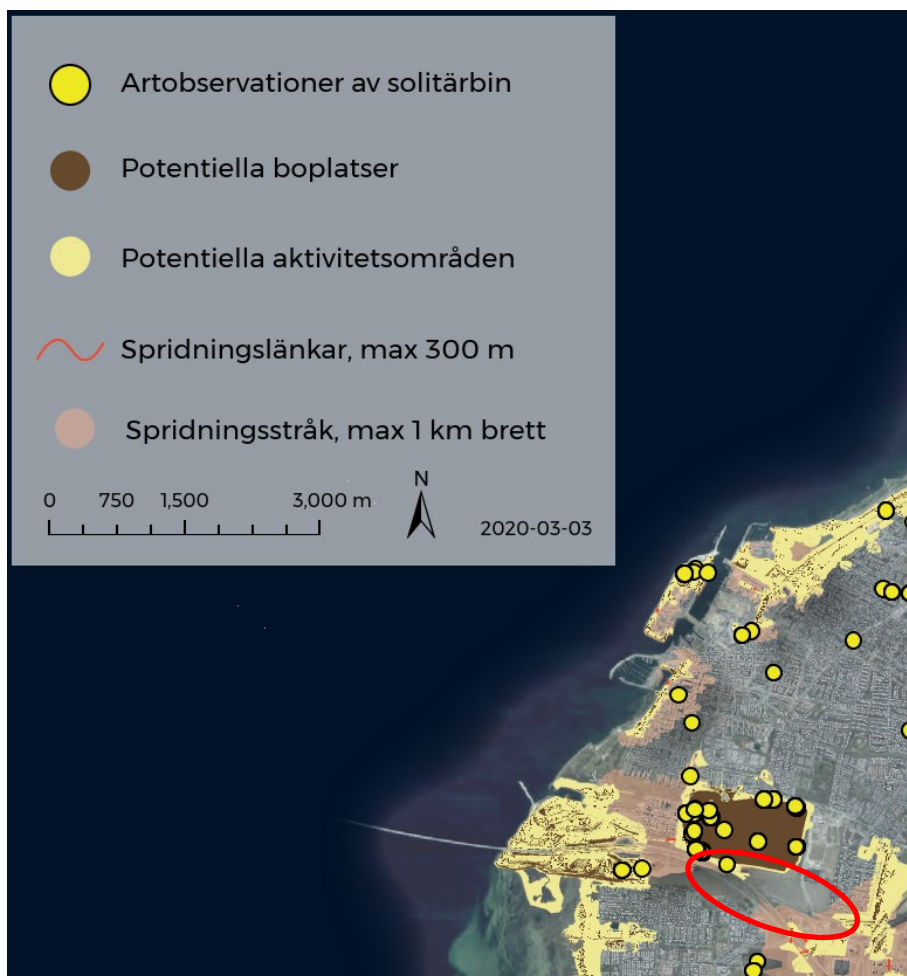 Artobservationer av solitärbin
Potentiella boplatser
Potentiella aktivitetsområden
Spridningslänkar, max 300 m
Spridningsstråk, max 1 km brett
0 750 1,500 3,000 m
N
2020-03-03